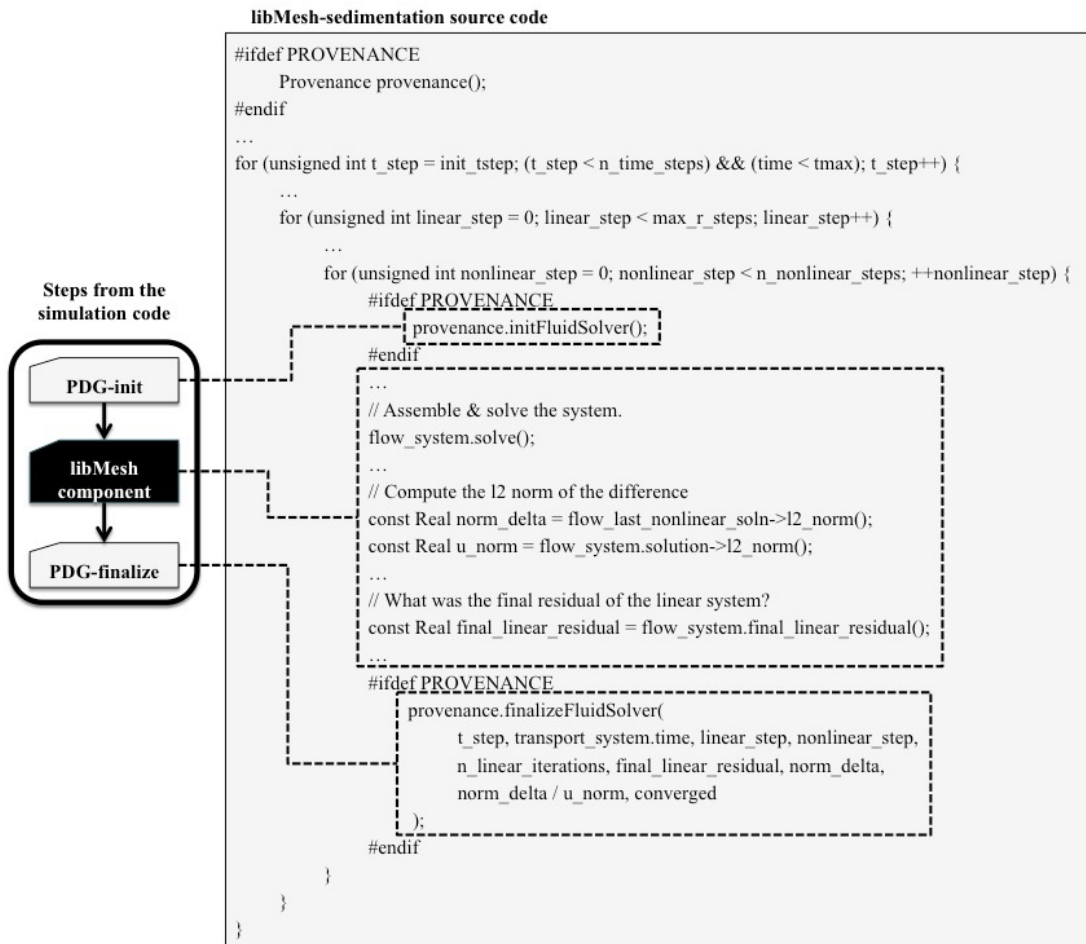 libMesh-sedimentation source code
#ifdef PROVENANCE
Provenance provenance();
#endif
…
for (unsigned int t_step = init_tstep; (t_step < n_time_steps) && (time < tmax); t_step++) {
…
for (unsigned int linear_step = 0; linear_step < max_r_steps; linear_step++) {
…
for (unsigned int nonlinear_step = 0; nonlinear_step < n_nonlinear_steps; ++nonlinear_step) {
#ifdef PROVENANCE
provenance.initFluidSolver();
#endif
…
// Assemble & solve the system.
flow_system.solve();
…
// Compute the l2 norm of the difference
const Real norm_delta = flow_last_nonlinear_soln->l2_norm();
const Real u_norm = flow_system.solution->l2_norm();
…
// What was the final residual of the linear system?
const Real final_linear_residual = flow_system.final_linear_residual();
…
#ifdef PROVENANCE
provenance.finalizeFluidSolver(
t_step, transport_system.time, linear_step, nonlinear_step,
n_linear_iterations, final_linear_residual, norm_delta,
norm_delta / u_norm, converged
);
#endif
}
}
}
Steps from the
simulation code
PDG-init
libMesh
component
PDG-finalize